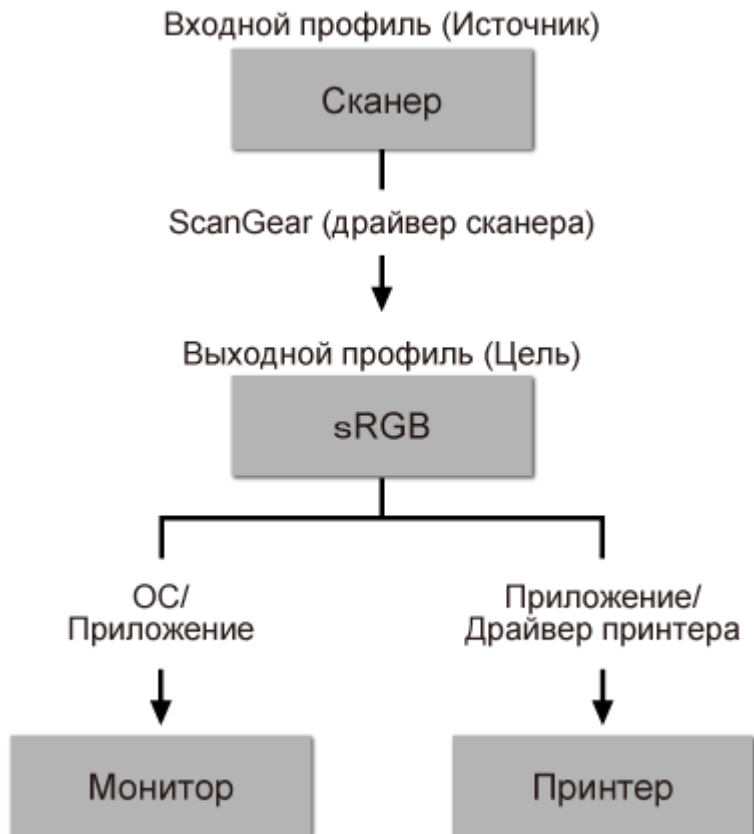 Входной профиль (Источник)
Сканер
ScanGear (драйвер сканера)
Выходной профиль (Цель)
sRGB
ОС/
Приложение
Приложение/
Драйвер принтера
Монитор
Принтер